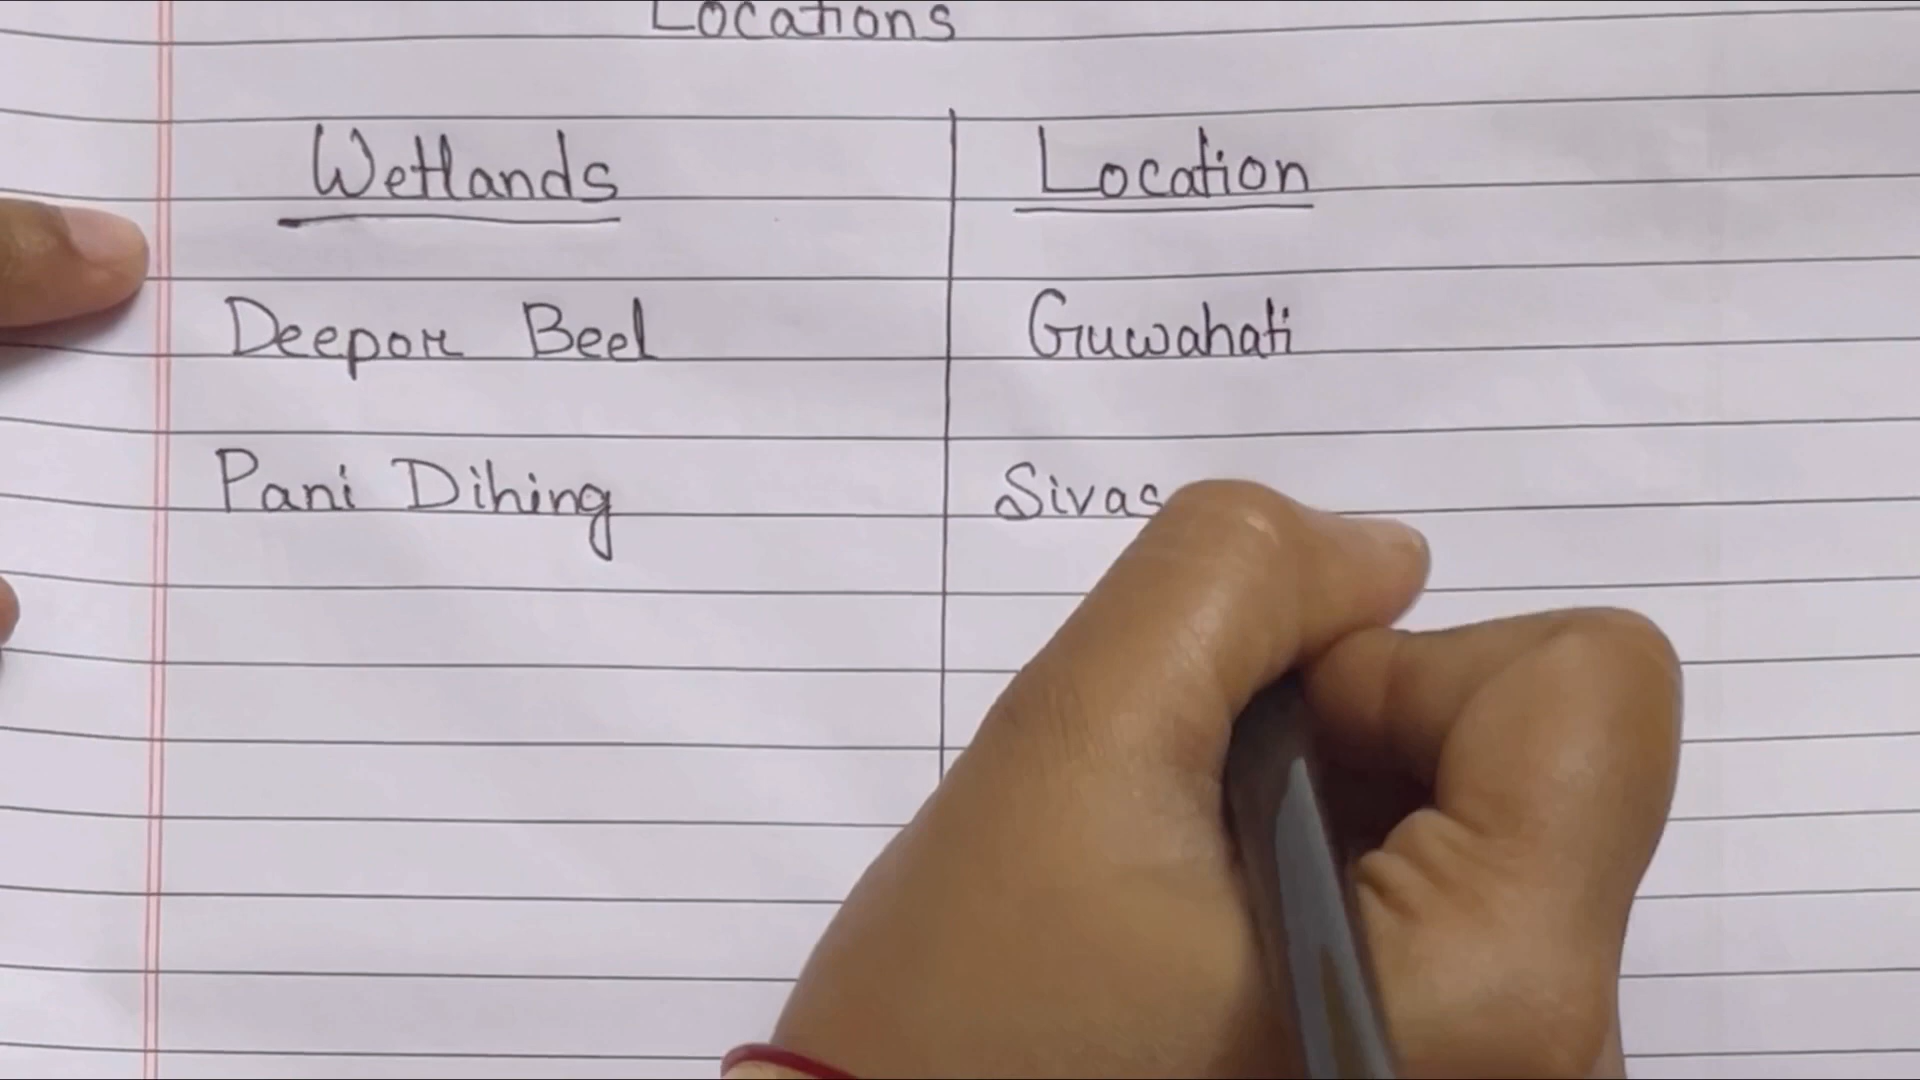 Locations
Wetlands Location
Deepor Beel Guwahati
Pani Dihing Sivas